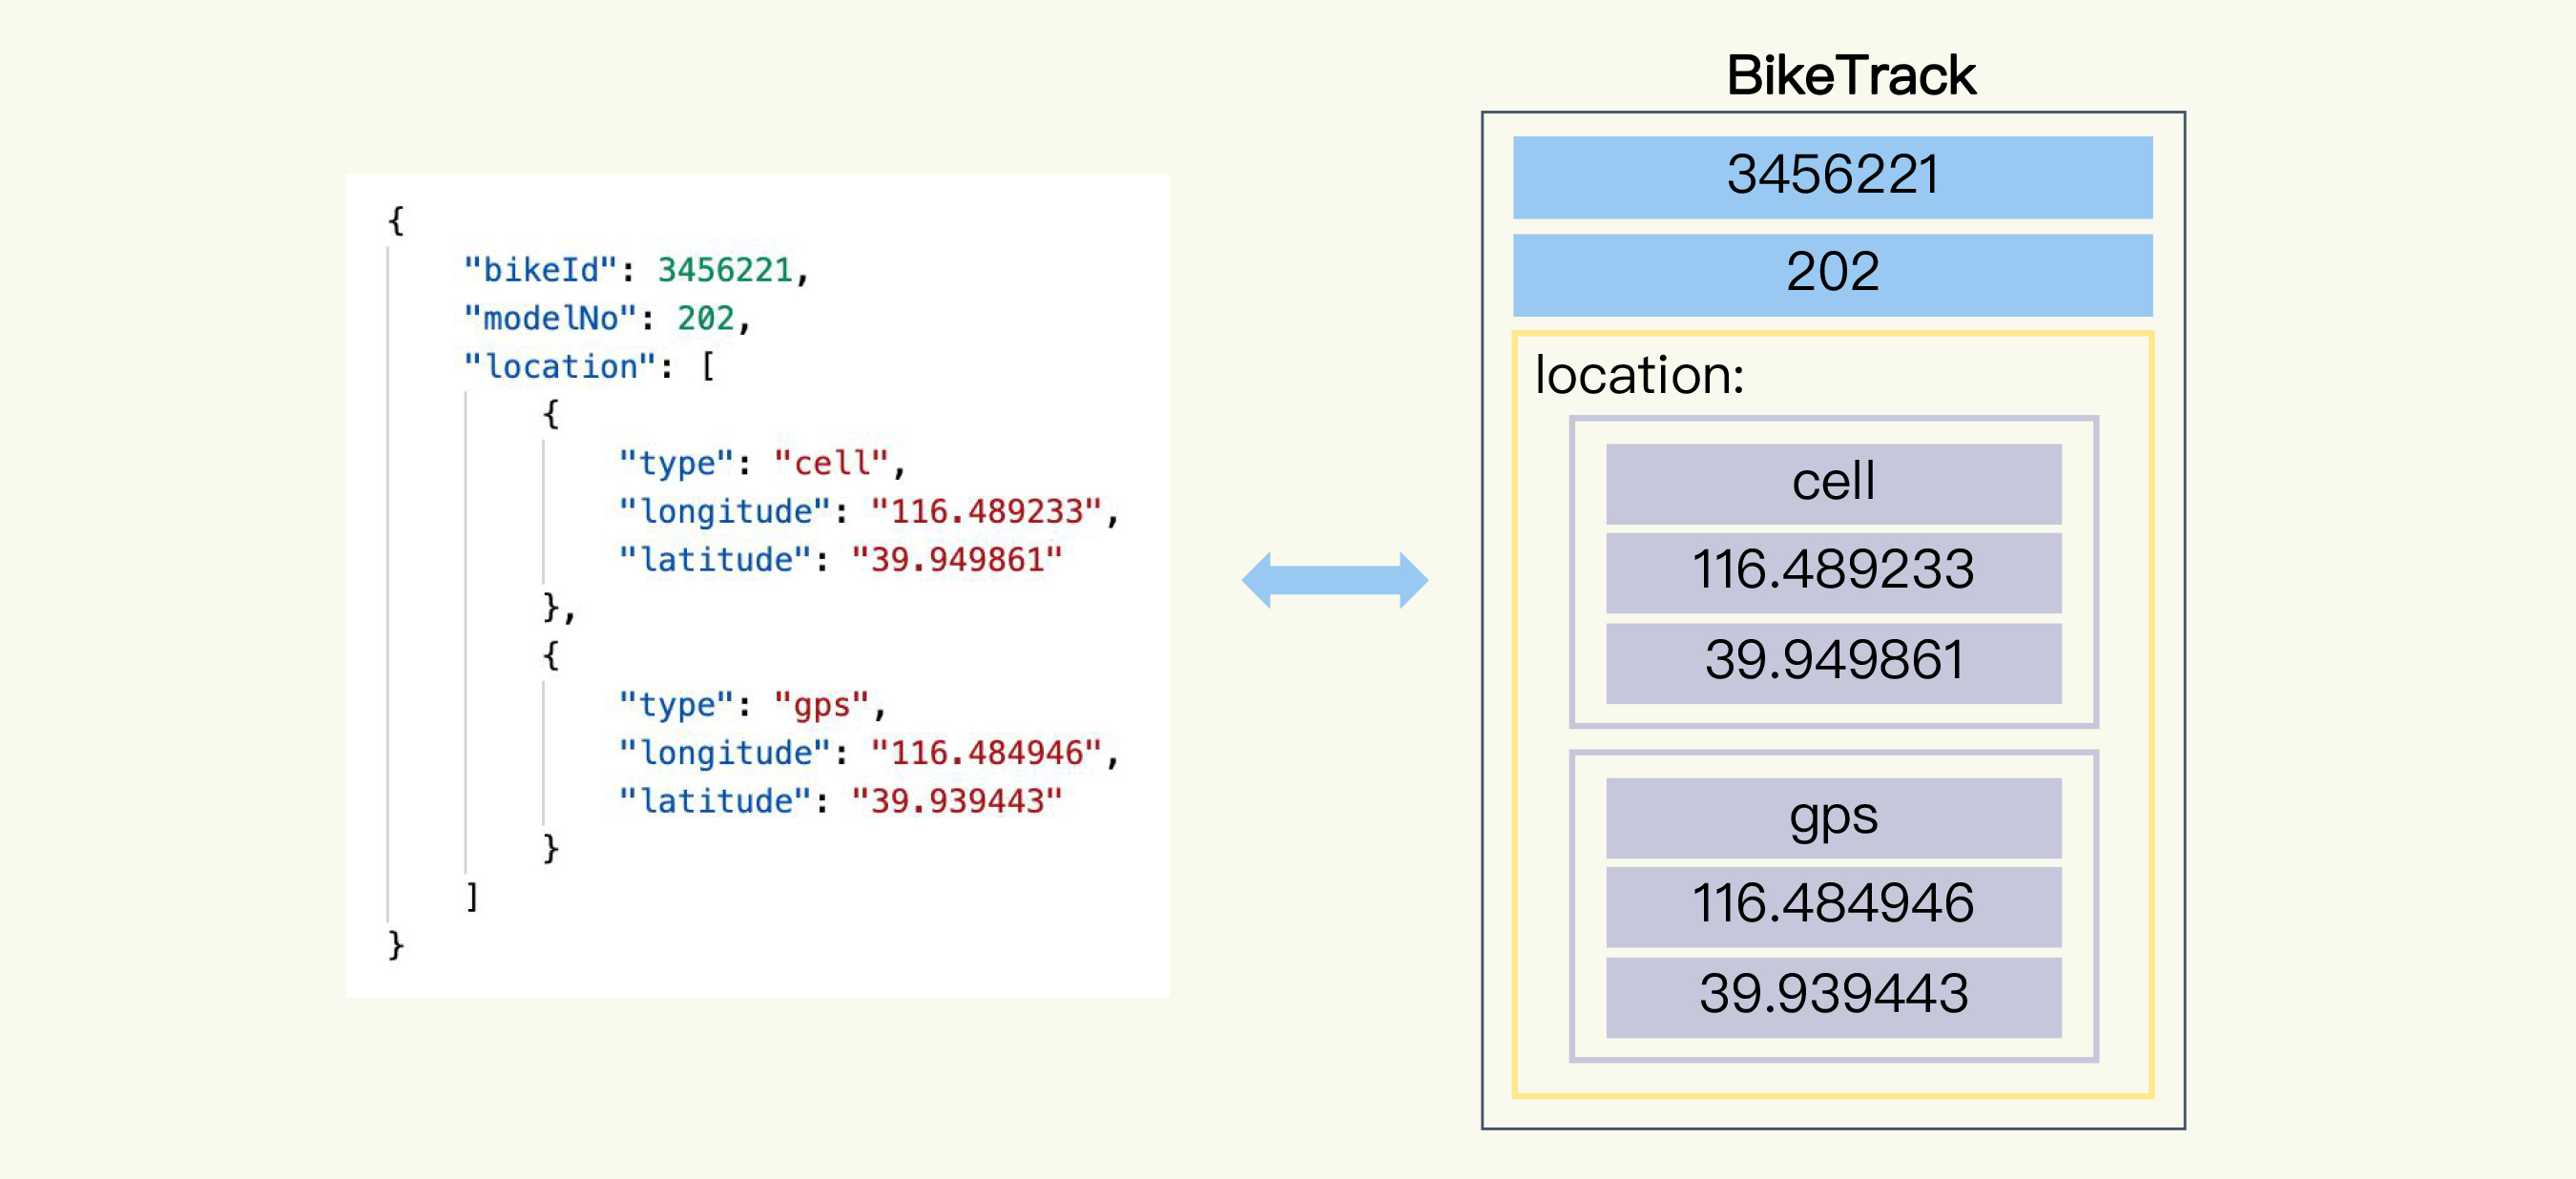 {
"bikeId": 3456221,
"modelNo": 202,
"location": [
{
"type": "cell",
"longitude": "116.489233",
"latitude": "39.949861"
},
{
"type": "gps",
"longitude": "116.484946",
"latitude": "39.939443"
}
]
}
BikeTrack
3456221
202
location:
cell
116.489233
39.949861
gps
116.484946
39.939443